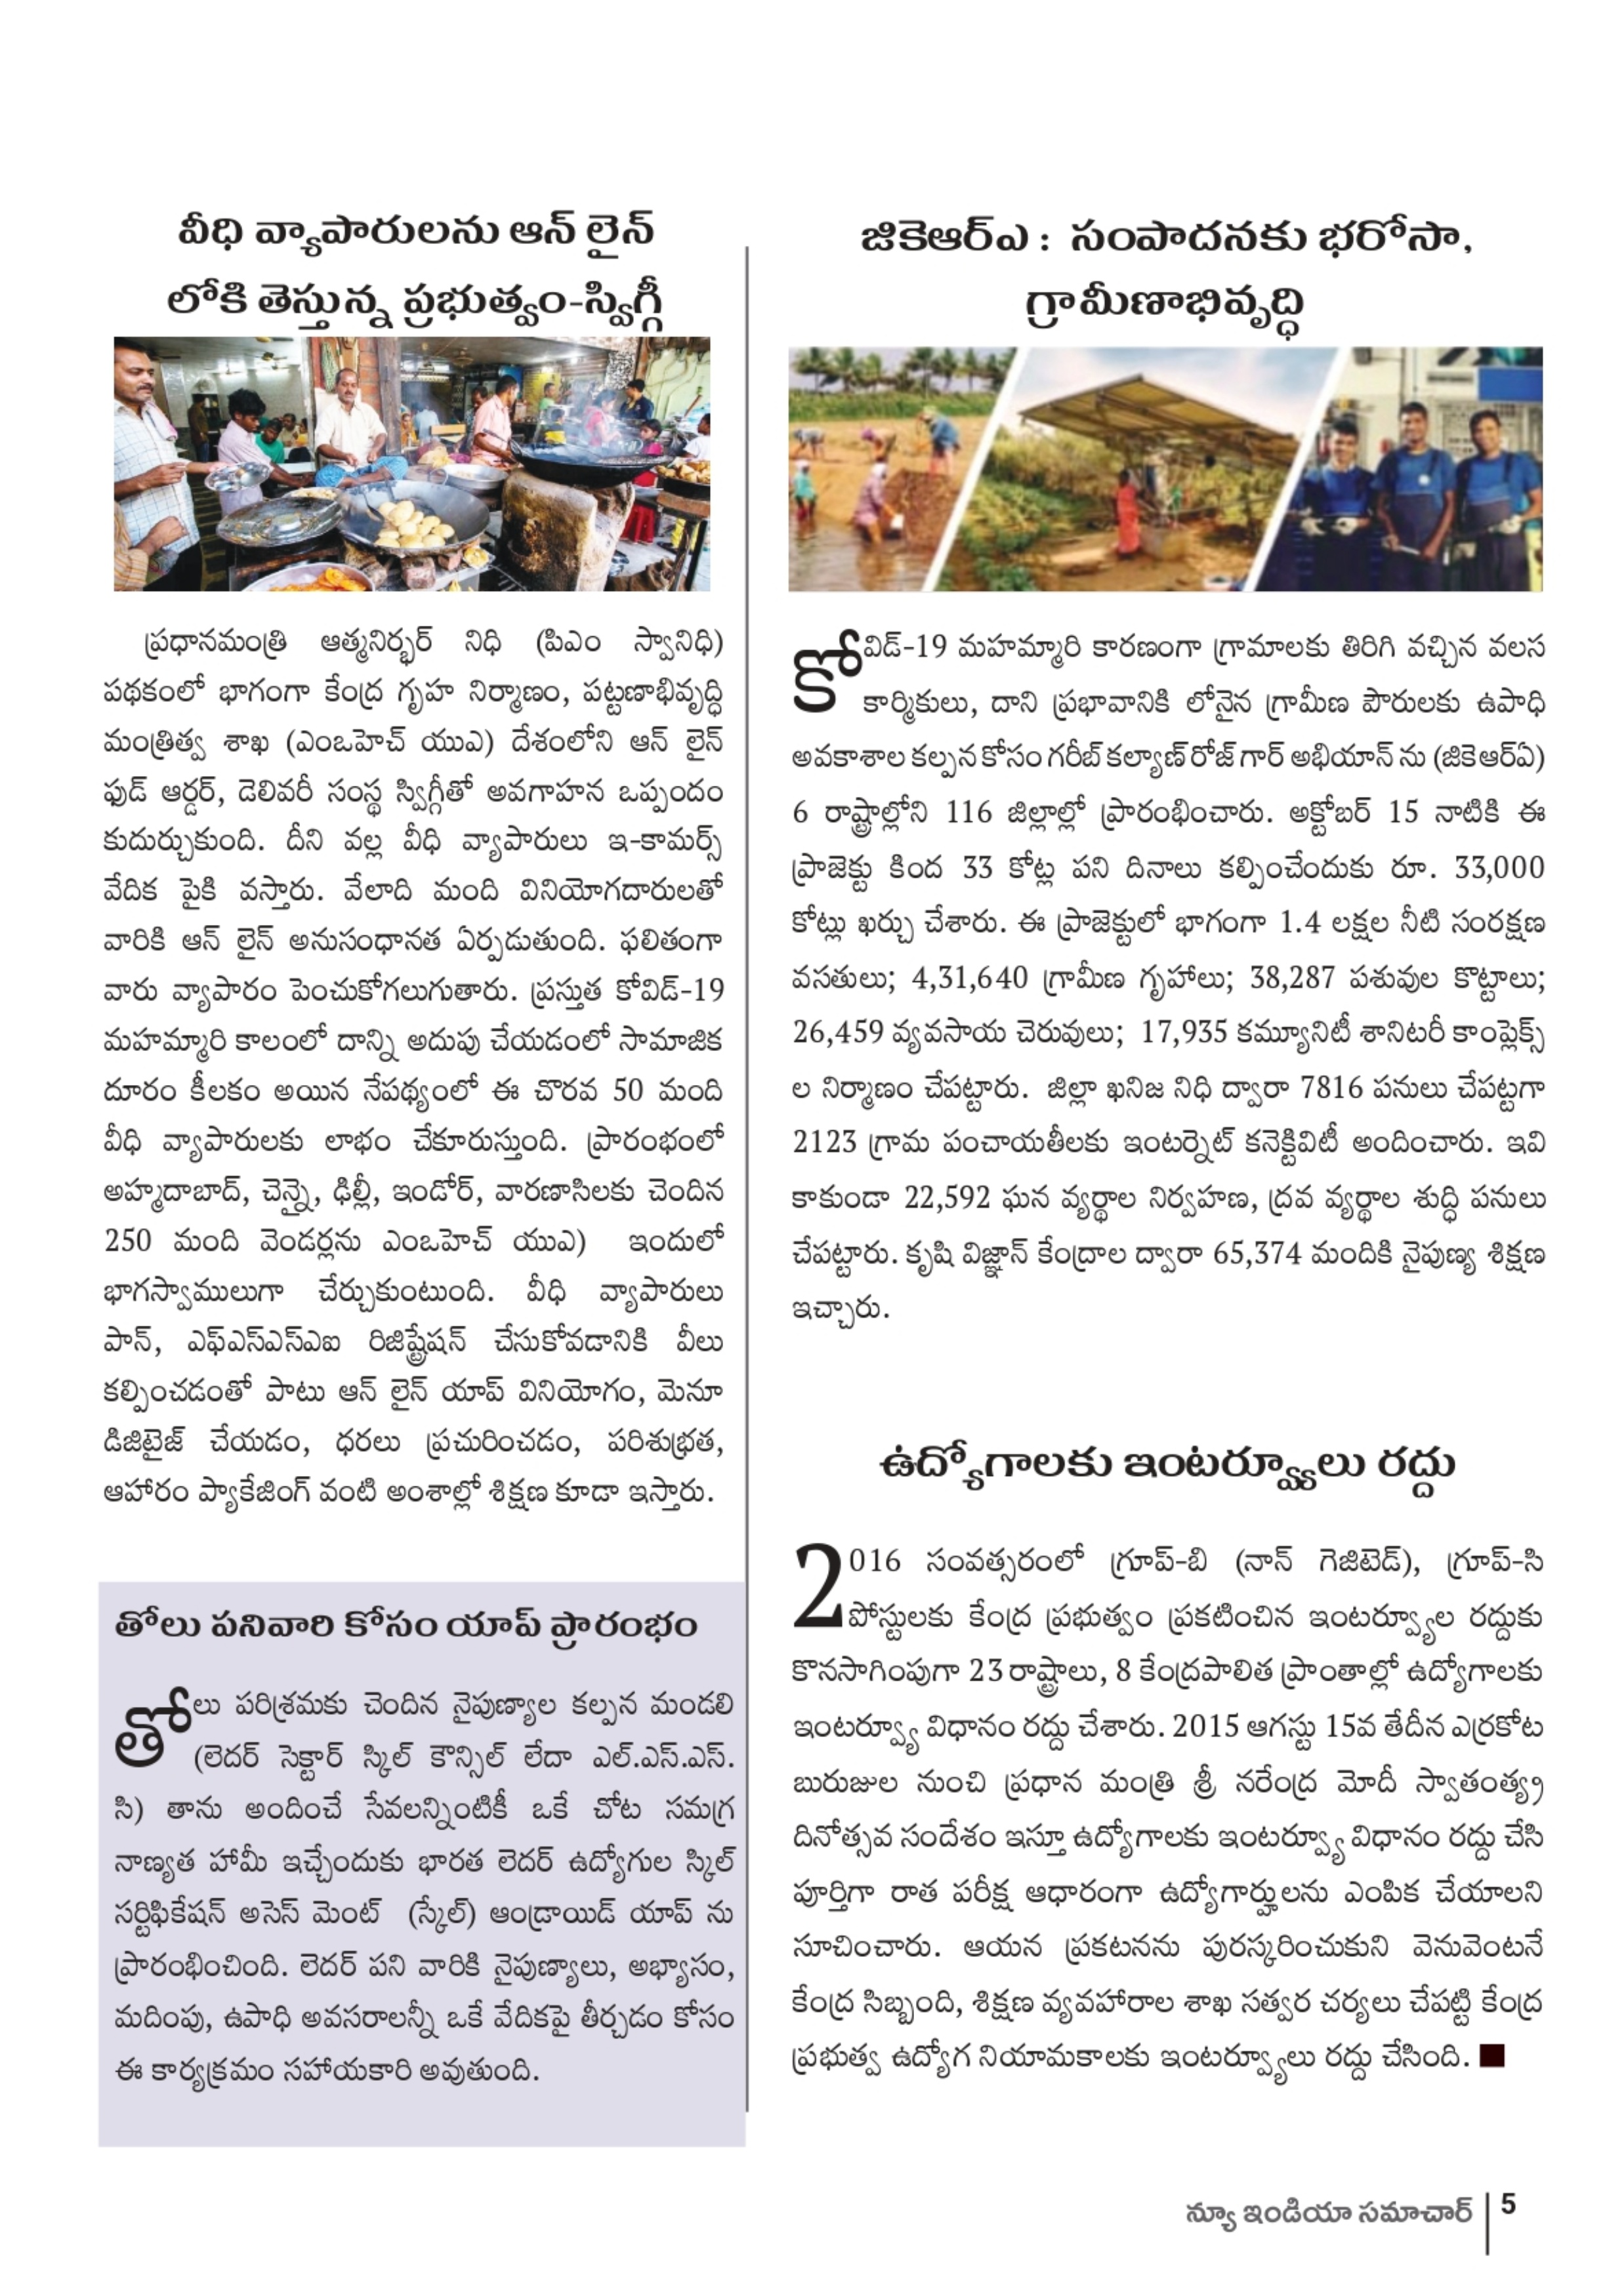 వీధి వ్యాపారులను ఆన్ లైన్
లోకి తెస్తున్న ప్రభుత్వం-స్విగ్గీ
ప్రధానమంత్రి ఆత్మనిర్భర్ నిధి (పిఎం స్వానిధి)
పథకంలో భాగంగా కేంద్ర గృహ నిర్మాణం, పట్టణాభివృద్ధి
మంత్రిత్వ శాఖ (ఎంఒహెచ్ యుఎ) దేశంలోని ఆన్ లైన్
ఫుడ్ ఆర్డర్, డెలివరీ సంస్థ స్విగ్గీతో అవగాహన ఒప్పందం
కుదుర్చుకుంది. దీని వల్ల వీధి వ్యాపారులు ఇ-కామర్స్
వేదిక పైకి వస్తారు. వేలాది మంది వినియోగదారులతో
వారికి ఆన్ లైన్ అనుసంధానత ఏర్పడుతుంది. ఫలితంగా
వారు వ్యాపారం పెంచుకోగలుగుతారు. ప్రస్తుత కోవిడ్-19
మహమ్మారి కాలంలో దాన్ని అదుపు చేయడంలో సామాజిక
దూరం కీలకం అయిన నేపథ్యంలో ఈ చొరవ 50 మంది
వీధి వ్యాపారులకు లాభం చేకూరుస్తుంది. ప్రారంభంలో
అహ్మదాబాద్, చెన్నై, ఢిల్లీ, ఇండోర్, వారణాసిలకు చెందిన
250 మంది వెండర్లను ఎంఒహెచ్ యుఎ) ఇందులో
భాగస్వాములుగా చేర్చుకుంటుంది. వీధి వ్యాపారులు
పాన్, ఎఫ్ఎస్ఎస్ఎఐ రిజిస్ట్రేషన్ చేసుకోవడానికి వీలు
కల్పించడంతో పాటు ఆన్ లైన్ యాప్ వినియోగం, మెనూ
డిజిటైజ్ చేయడం, ధరలు ప్రచురించడం, పరిశుభ్రత,
ఆహారం ప్యాకేజింగ్ వంటి అంశాల్లో శిక్షణ కూడా ఇస్తారు.
తోలు పనివారి కోసం యాప్ ప్రారంభం
తోలు పరిశ్రమకు చెందిన నైపుణ్యాల కల్పన మండలి
(లెదర్ సెక్టార్ స్కిల్ కౌన్సిల్ లేదా ఎల్.ఎస్.ఎస్.
సి) తాను అందించే సేవలన్నింటికీ ఒకే చోట సమగ్ర
నాణ్యత హామీ ఇచ్చేందుకు భారత లెదర్ ఉద్యోగుల స్కిల్
సర్టిఫికేషన్ అసెస్ మెంట్ (స్కేల్) ఆండ్రాయిడ్ యాప్ ను
ప్రారంభించింది. లెదర్ పని వారికి నైపుణ్యాలు, అభ్యాసం,
మదింపు, ఉపాధి అవసరాలన్నీ ఒకే వేదికపై తీర్చడం కోసం
ఈ కార్యక్రమం సహాయకారి అవుతుంది.
జికెఆర్ఎ : సంపాదనకు భరోసా,
గ్రామీణాభివృద్ధి
కోవిడ్-19 మహమ్మారి కారణంగా గ్రామాలకు తిరిగి వచ్చిన వలస
కార్మికులు, దాని ప్రభావానికి లోనైన గ్రామీణ పౌరులకు ఉపాధి
అవకాశాల కల్పన కోసం గరీబ్ కల్యాణ్ రోజ్ గార్ అభియాన్ ను (జికెఆర్ఏ)
6 రాష్ట్రాల్లోని 116 జిల్లాల్లో ప్రారంభించారు. అక్టోబర్ 15 నాటికి ఈ
ప్రాజెక్టు కింద 33 కోట్ల పని దినాలు కల్పించేందుకు రూ. 33,000
కోట్లు ఖర్చు చేశారు. ఈ ప్రాజెక్టులో భాగంగా 1.4 లక్షల నీటి సంరక్షణ
వసతులు; 4,31,640 గ్రామీణ గృహాలు; 38,287 పశువుల కొట్టాలు;
26,459 వ్యవసాయ చెరువులు; 17,935 కమ్యూనిటీ శానిటరీ కాంప్లెక్స్
ల నిర్మాణం చేపట్టారు. జిల్లా ఖనిజ నిధి ద్వారా 7816 పనులు చేపట్టగా
2123 గ్రామ పంచాయతీలకు ఇంటర్నెట్ కనెక్టివిటీ అందించారు. ఇవి
కాకుండా 22,592 ఘన వ్యర్థాల నిర్వహణ, ద్రవ వ్యర్థాల శుద్ధి పనులు
చేపట్టారు. కృషి విజ్ఞాన్ కేంద్రాల ద్వారా 65,374 మందికి నైపుణ్య శిక్షణ
ఇచ్చారు.
ఉద్యోగాలకు ఇంటర్వ్యూలు రద్దు
2016 సంవత్సరంలో గ్రూప్-బి (నాన్ గెజిటెడ్), గ్రూప్-సి
పోస్టులకు కేంద్ర ప్రభుత్వం ప్రకటించిన ఇంటర్వ్యూల రద్దుకు
కొనసాగింపుగా 23 రాష్ట్రాలు, 8 కేంద్రపాలిత ప్రాంతాల్లో ఉద్యోగాలకు
ఇంటర్వ్యూ విధానం రద్దు చేశారు. 2015 ఆగస్టు 15వ తేదీన ఎర్రకోట
బురుజుల నుంచి ప్రధాన మంత్రి శ్రీ నరేంద్ర మోదీ స్వాతంత్య్ర
దినోత్సవ సందేశం ఇస్తూ ఉద్యోగాలకు ఇంటర్వ్యూ విధానం రద్దు చేసి
పూర్తిగా రాత పరీక్ష ఆధారంగా ఉద్యోగార్హులను ఎంపిక చేయాలని
సూచించారు. ఆయన ప్రకటనను పురస్కరించుకుని వెనువెంటనే
కేంద్ర సిబ్బంది, శిక్షణ వ్యవహారాల శాఖ సత్వర చర్యలు చేపట్టి కేంద్ర
ప్రభుత్వ ఉద్యోగ నియామకాలకు ఇంటర్వ్యూలు రద్దు చేసింది.
న్యూ ఇండియా సమాచార్ 5